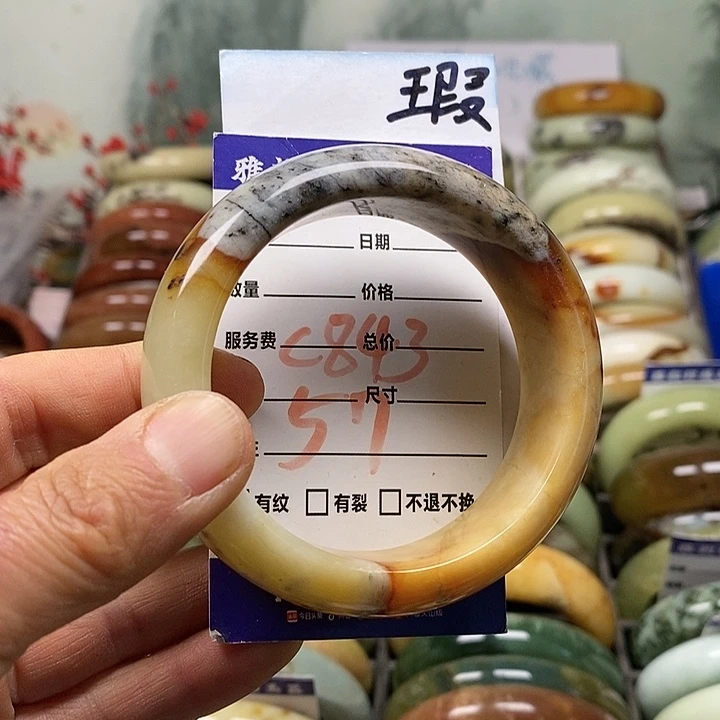 瑕
雅
日期
数量 价格
服务费 总价
C843
尺寸
57
有纹 有裂 不退不换